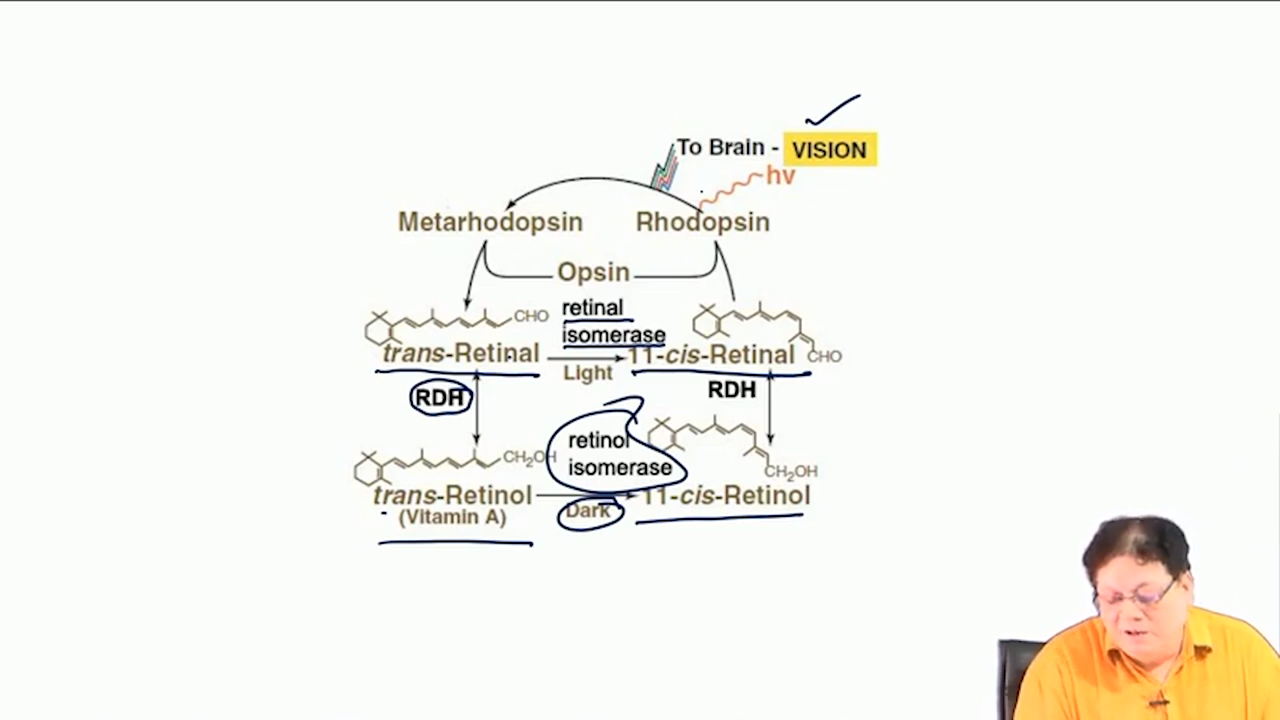 To Brain - VISION
hν
Metarhodopsin Rhodopsin
Opsin
CHO retinal
isomerase
trans-Retinal 11-cis-Retinal CHO
Light
RDH RDH
retinol
isomerase
CH₂OH CH₂OH
trans-Retinol 11-cis-Retinol
(Vitamin A) Dark